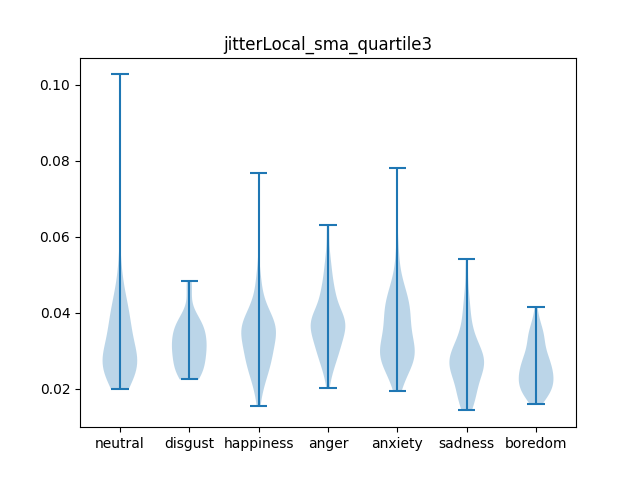 jitterLocal_sma_quartile3
0.10
0.08
0.06
0.04
0.02
neutral disgust happiness anger anxiety sadness boredom